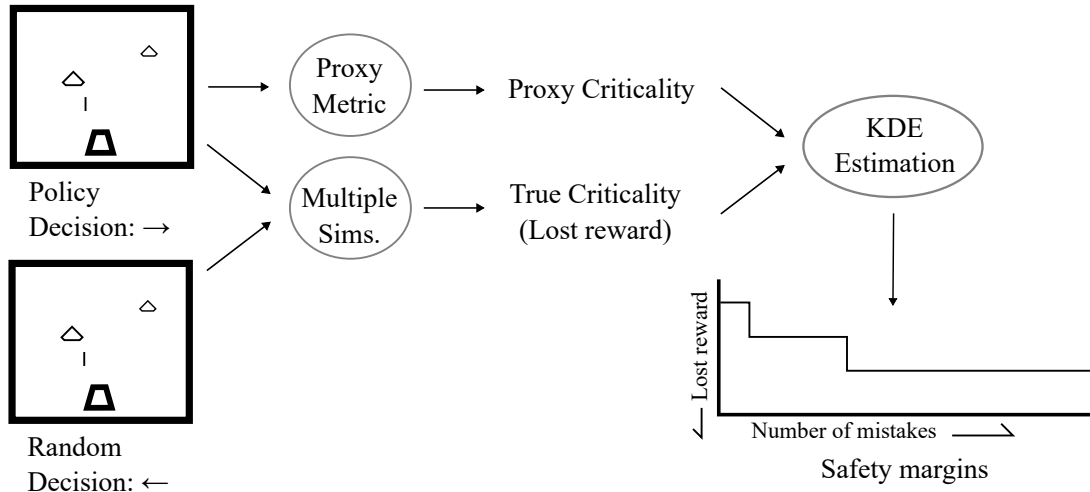 Proxy
Metric
Proxy Criticality
KDE
Estimation
Policy
Decision: →
Multiple
Sims.
True Criticality
(Lost reward)
Random
Decision: ←
Lost reward
Number of mistakes
Safety margins